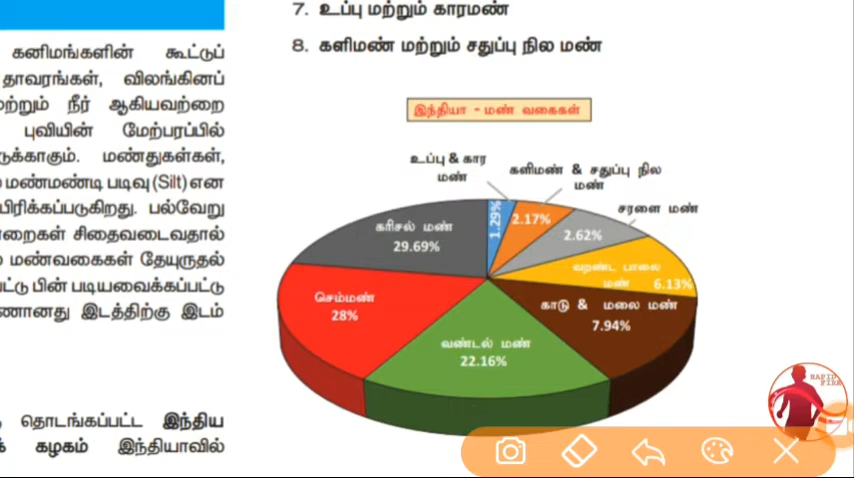 7. உப்பு மற்றும் காரமண்
8. களிமண் மற்றும் சதுப்பு நில மண்
கனிமங்களின் கூட்டுப்
தாவரங்கள், விலங்கினப்
மற்றும் நீர் ஆகியவற்றை
புவியின் மேற்பரப்பில்
மண்துகள்கள்,
மண்மண்டி படிவு (Silt) என
பல்வேறு
சிதைவடைவதால்
மண்வகைகள் தேயுருதல்
பின் படியவைக்கப்பட்டு
இடத்திற்கு இடம்
தொடங்கப்பட்ட இந்திய
கழகம் இந்தியாவில்
இந்தியா - மண் வகைகள்
உப்பு & கார
மண்
களிமண் & சதுப்பு நில
மண்
சரளை மண்
1.29%
2.17%
2.62%
கரிசல் மண்
29.69%
வறண்ட பாலை
மண் 6.13%
செம்மண்
28%
காடு & மலை மண்
7.94%
வண்டல் மண்
22.16%
RAPID
FIRE